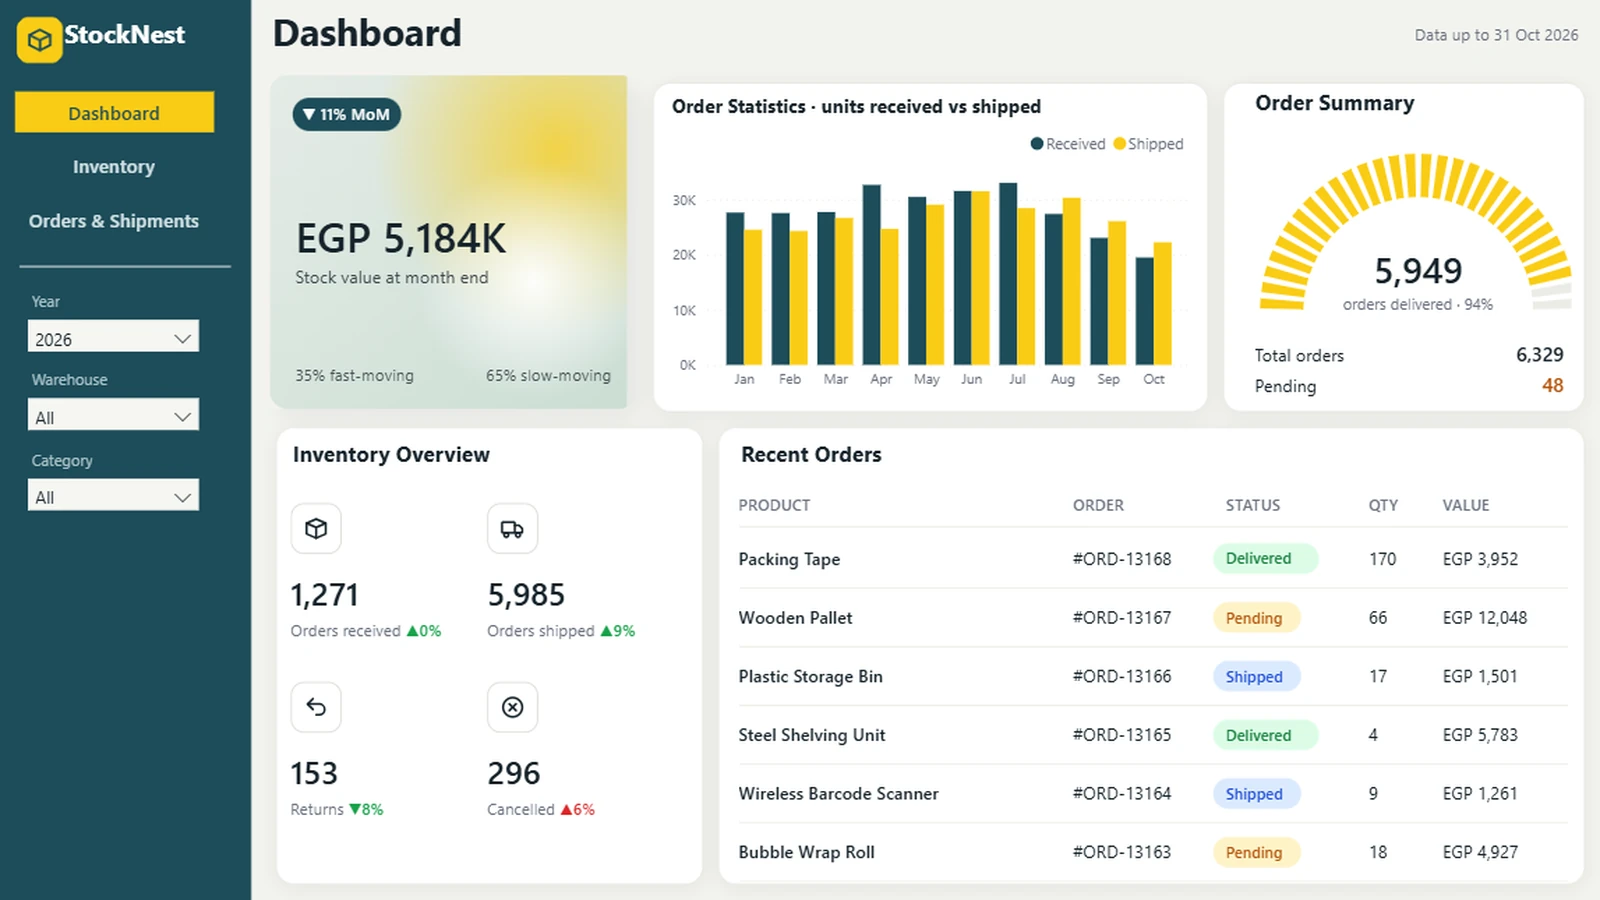 StockNest
Dashboard
Inventory
Orders & Shipments
Year
2026
Warehouse
All
Category
All
Dashboard
Data up to 31 Oct 2026
▼ 11% MoM
EGP 5,184K
Stock value at month end
35% fast-moving
65% slow-moving
Order Statistics · units received vs shipped
Received Shipped
30K
20K
10K
0K
Jan Feb Mar Apr May Jun Jul Aug Sep Oct
Order Summary
5,949
orders delivered · 94%
Total orders 6,329
Pending 48
Inventory Overview
1,271
Orders received ▲0%
5,985
Orders shipped ▲9%
153
Returns ▼8%
296
Cancelled ▲6%
Recent Orders
PRODUCT ORDER STATUS QTY VALUE
Packing Tape #ORD-13168 Delivered 170 EGP 3,952
Wooden Pallet #ORD-13167 Pending 66 EGP 12,048
Plastic Storage Bin #ORD-13166 Shipped 17 EGP 1,501
Steel Shelving Unit #ORD-13165 Delivered 4 EGP 5,783
Wireless Barcode Scanner #ORD-13164 Shipped 9 EGP 1,261
Bubble Wrap Roll #ORD-13163 Pending 18 EGP 4,927